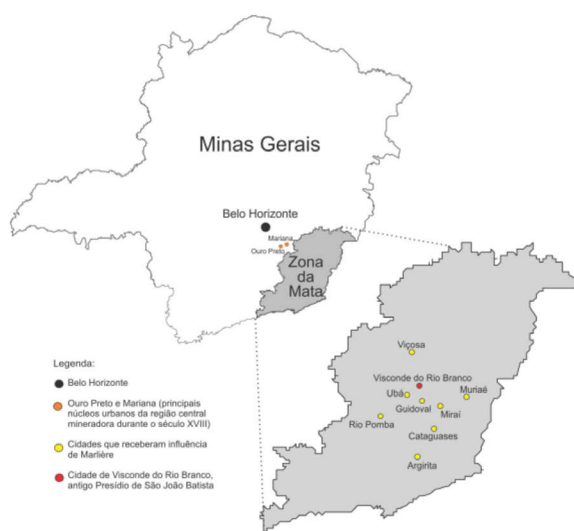 Minas Gerais
Belo Horizonte
Mariana
Ouro Preto
Zona
da
Mata
Viçosa
Visconde do Rio Branco
Ubá
Muriaé
Guidoval
Miraí
Rio Pomba
Cataguases
Argirita
Legenda:
Belo Horizonte
Ouro Preto e Mariana (principais
núcleos urbanos da região central
mineradora durante o século XVIII)
Cidades que receberam influência
de Marlière
Cidade de Visconde do Rio Branco,
antigo Presídio de São João Batista